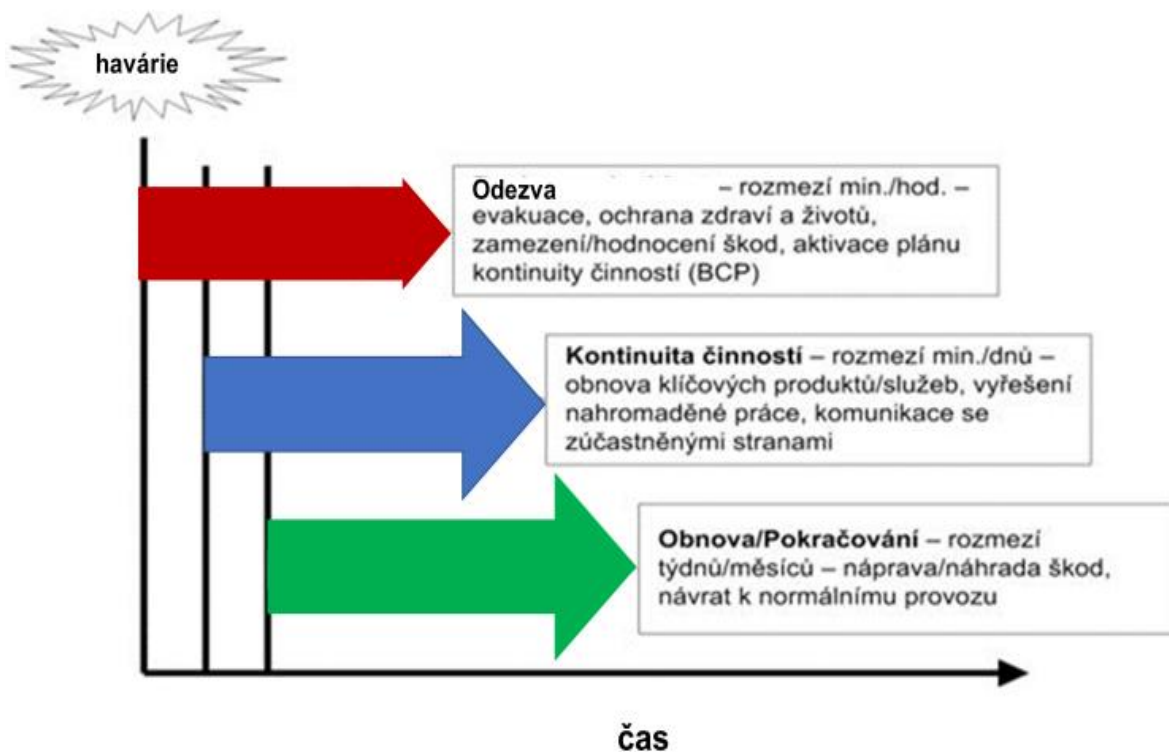 havárie
Odezva – rozmezí min./hod. –
evakuace, ochrana zdraví a životů,
zamezení/hodnocení škod, aktivace plánu
kontinuity činností (BCP)
Kontinuita činností – rozmezí min./dnů –
obnova klíčových produktů/služeb, vyřešení
nahromaděné práce, komunikace se
zúčastněnými stranami
Obnova/Pokračování – rozmezí
týdnů/měsíců – náprava/náhrada škod,
návrat k normálnímu provozu
čas